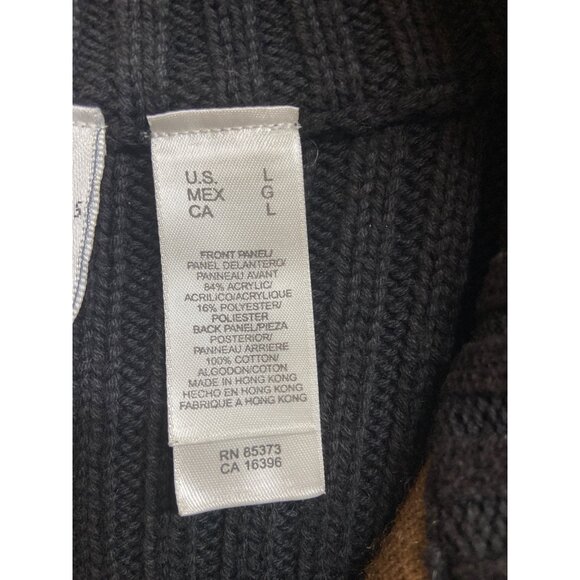 U.S. L
MEX G
CA L
FRONT PANEL/
PANEL DELANTERO/
PANNEAU AVANT
84% ACRYLIC/
ACRILICO/ACRYLIQUE
16% POLYESTER/
POLIESTER
BACK PANEL/PIEZA
POSTERIOR/
PANNEAU ARRIERE
100% COTTON/
ALGODON/COTON
MADE IN HONG KONG
HECHO EN HONG KONG
FABRIQUE A HONG KONG
RN 85373
CA 16396